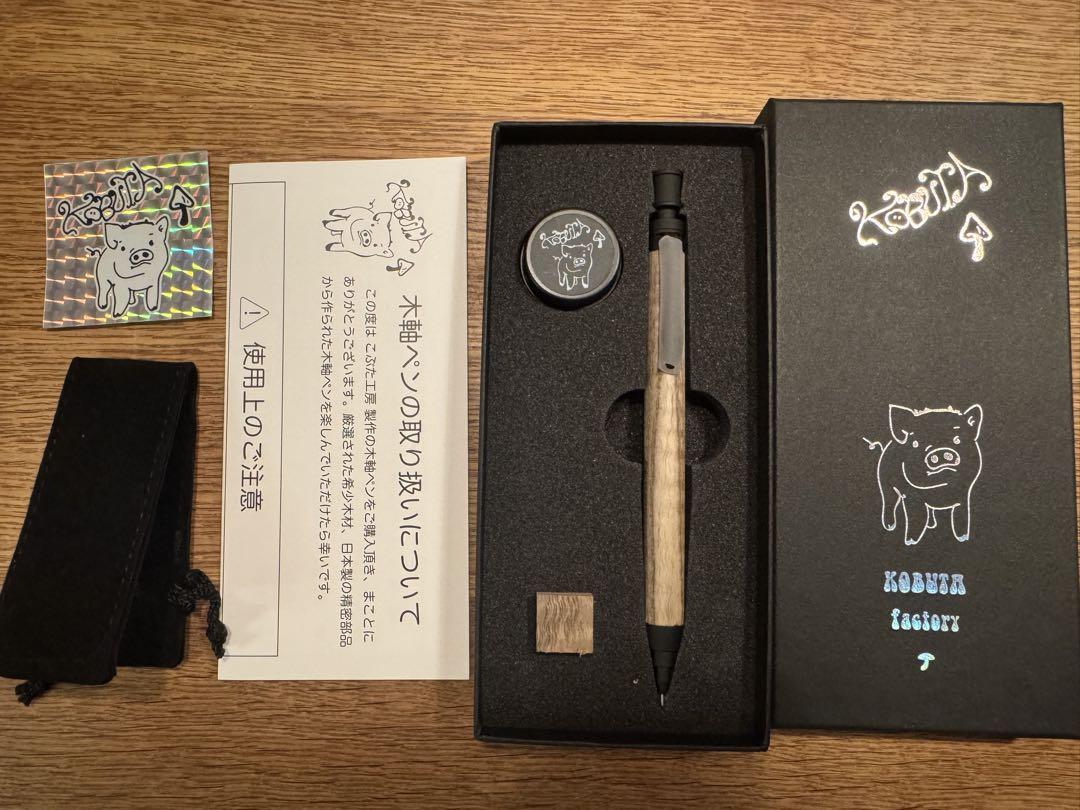 KOBUTA
KOBUTA
木軸ペンの取り扱いについて
この度は こぶた工房 製作の木軸ペンをご購入頂き、まことに
ありがとうございます。厳選された希少木材、日本製の精密部品
から作られた木軸ペンを楽しんでいただけたら幸いです。
使用上のご注意
KOBUTA
KOBUTA
KOBUTA
factory